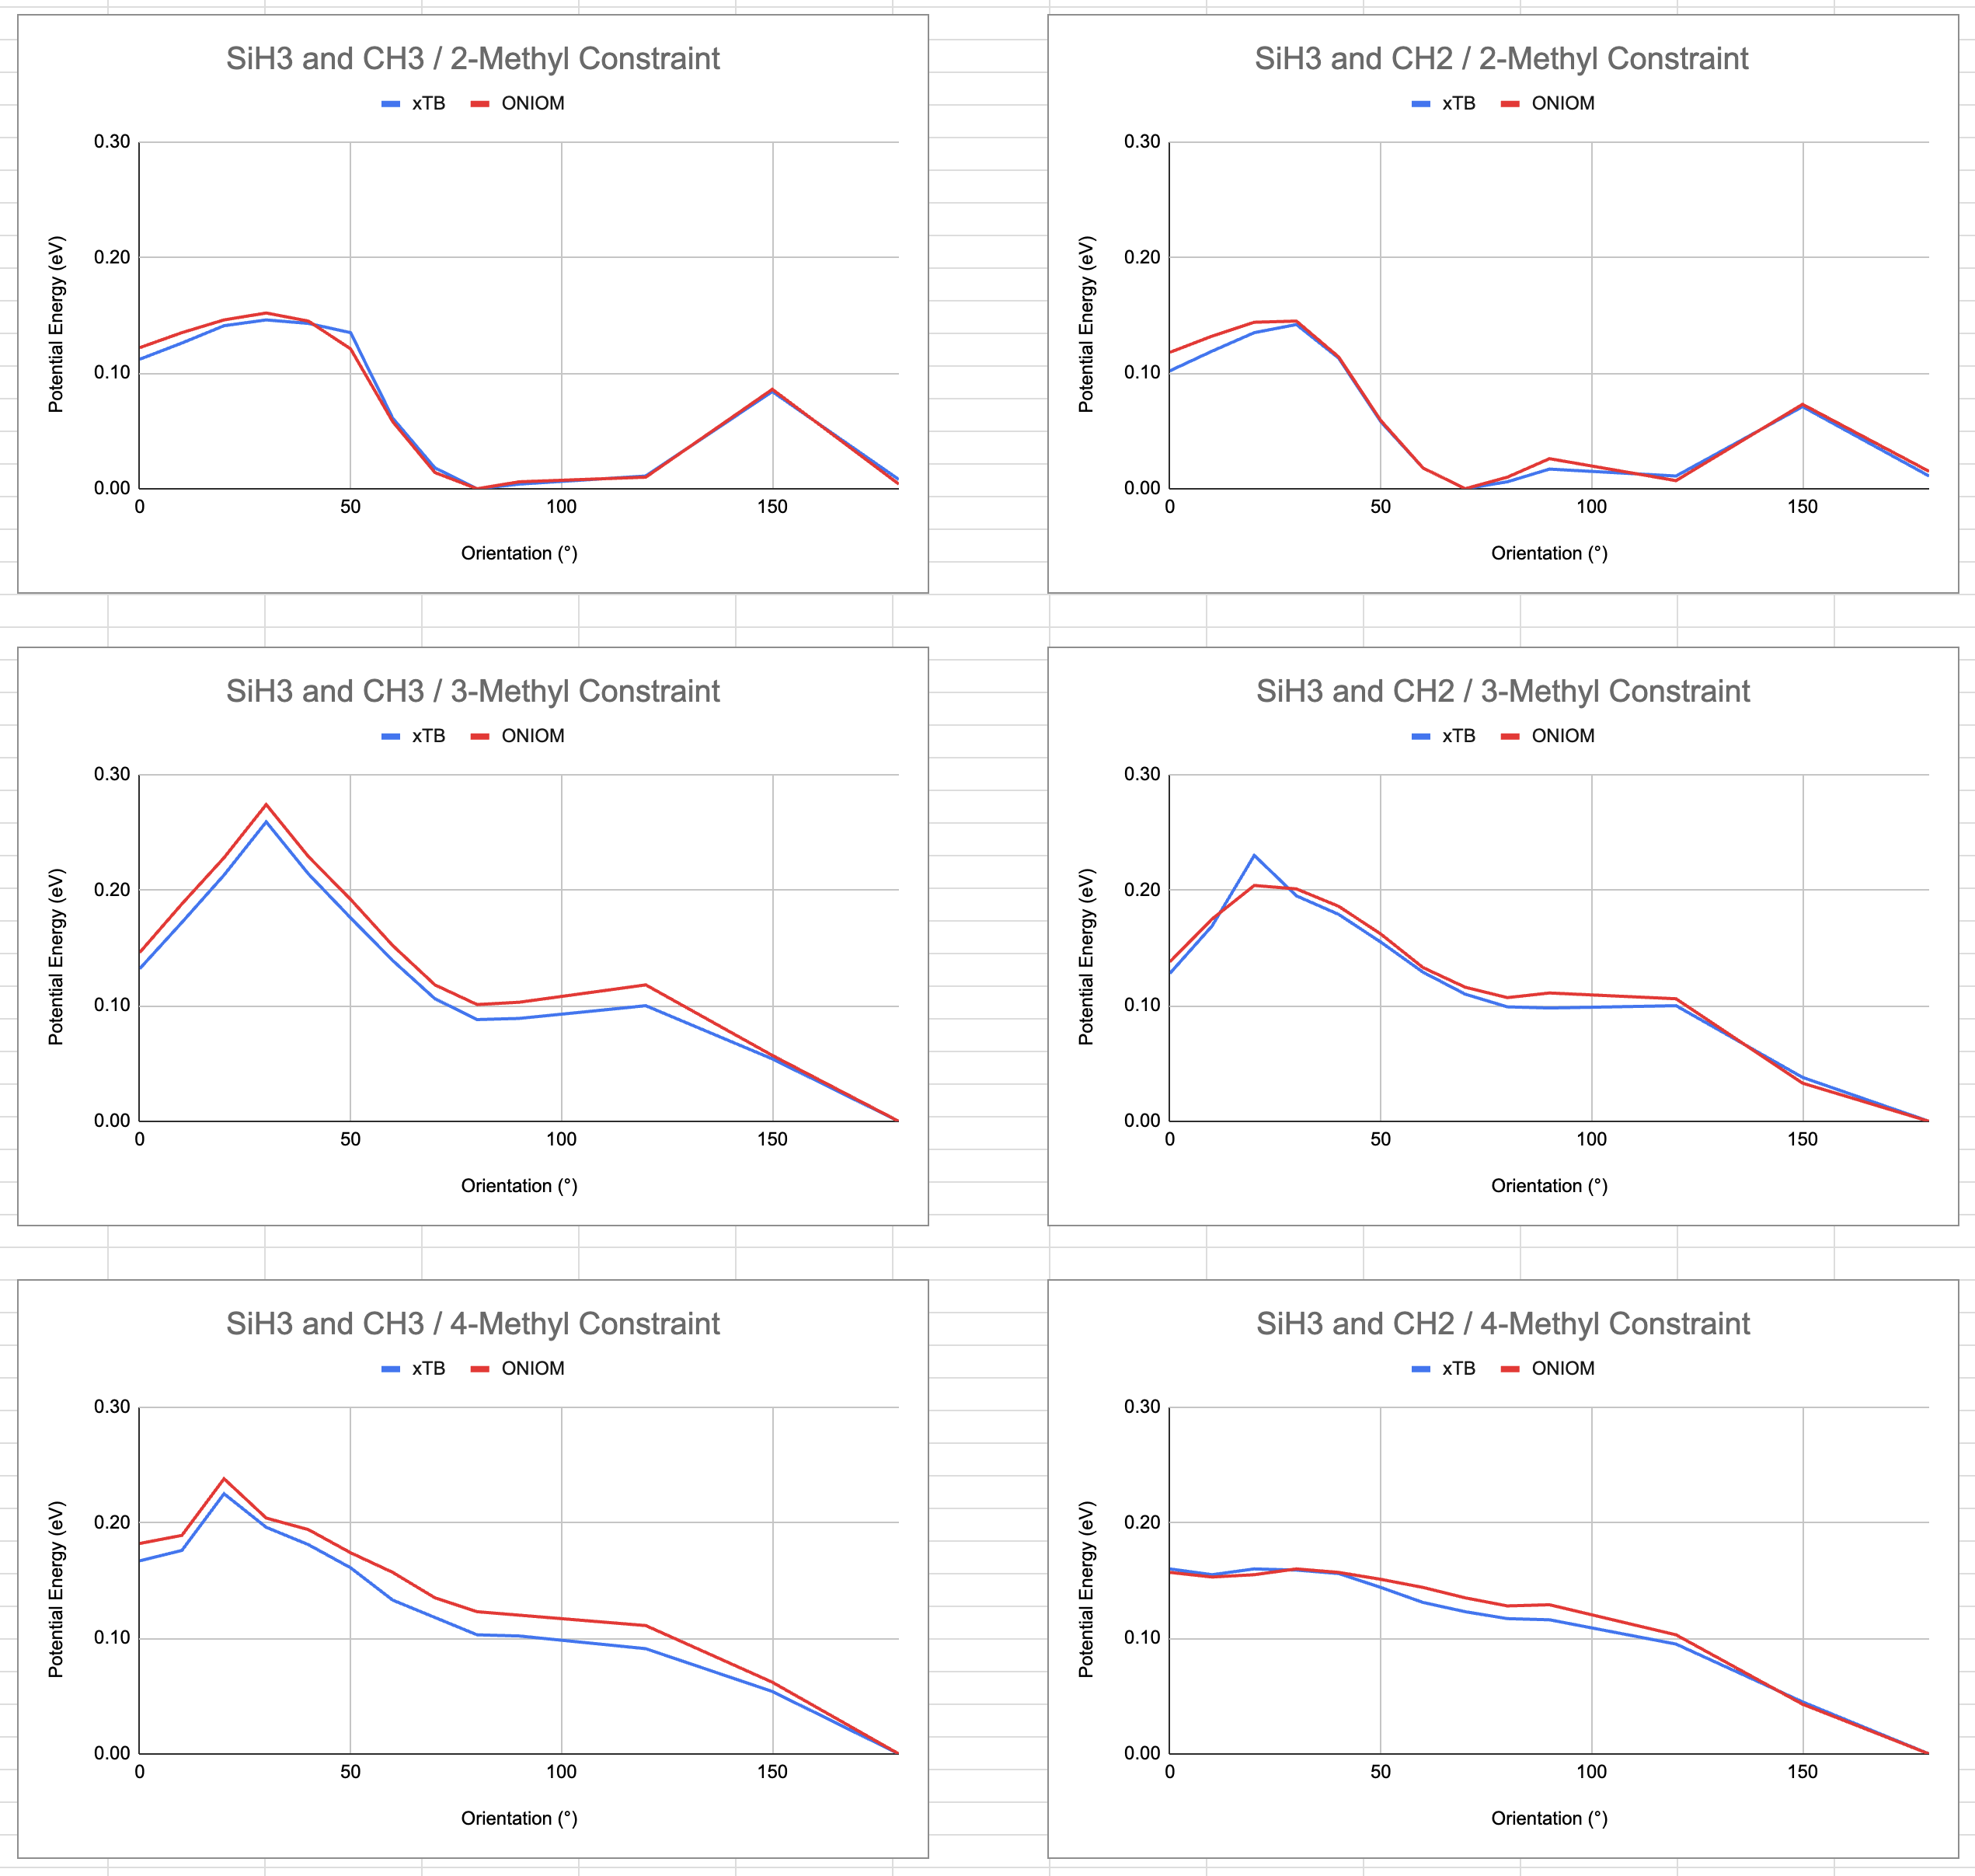 SiH3 and CH3 / 2-Methyl Constraint
xTB ONIOM
0.30
0.20
0.10
0.00
Potential Energy (eV)
0 50 100 150
Orientation (°)
SiH3 and CH2 / 2-Methyl Constraint
xTB ONIOM
0.30
0.20
0.10
0.00
Potential Energy (eV)
0 50 100 150
Orientation (°)
SiH3 and CH3 / 3-Methyl Constraint
xTB ONIOM
0.30
0.20
0.10
0.00
Potential Energy (eV)
0 50 100 150
Orientation (°)
SiH3 and CH2 / 3-Methyl Constraint
xTB ONIOM
0.30
0.20
0.10
0.00
Potential Energy (eV)
0 50 100 150
Orientation (°)
SiH3 and CH3 / 4-Methyl Constraint
xTB ONIOM
0.30
0.20
0.10
0.00
Potential Energy (eV)
0 50 100 150
Orientation (°)
SiH3 and CH2 / 4-Methyl Constraint
xTB ONIOM
0.30
0.20
0.10
0.00
Potential Energy (eV)
0 50 100 150
Orientation (°)